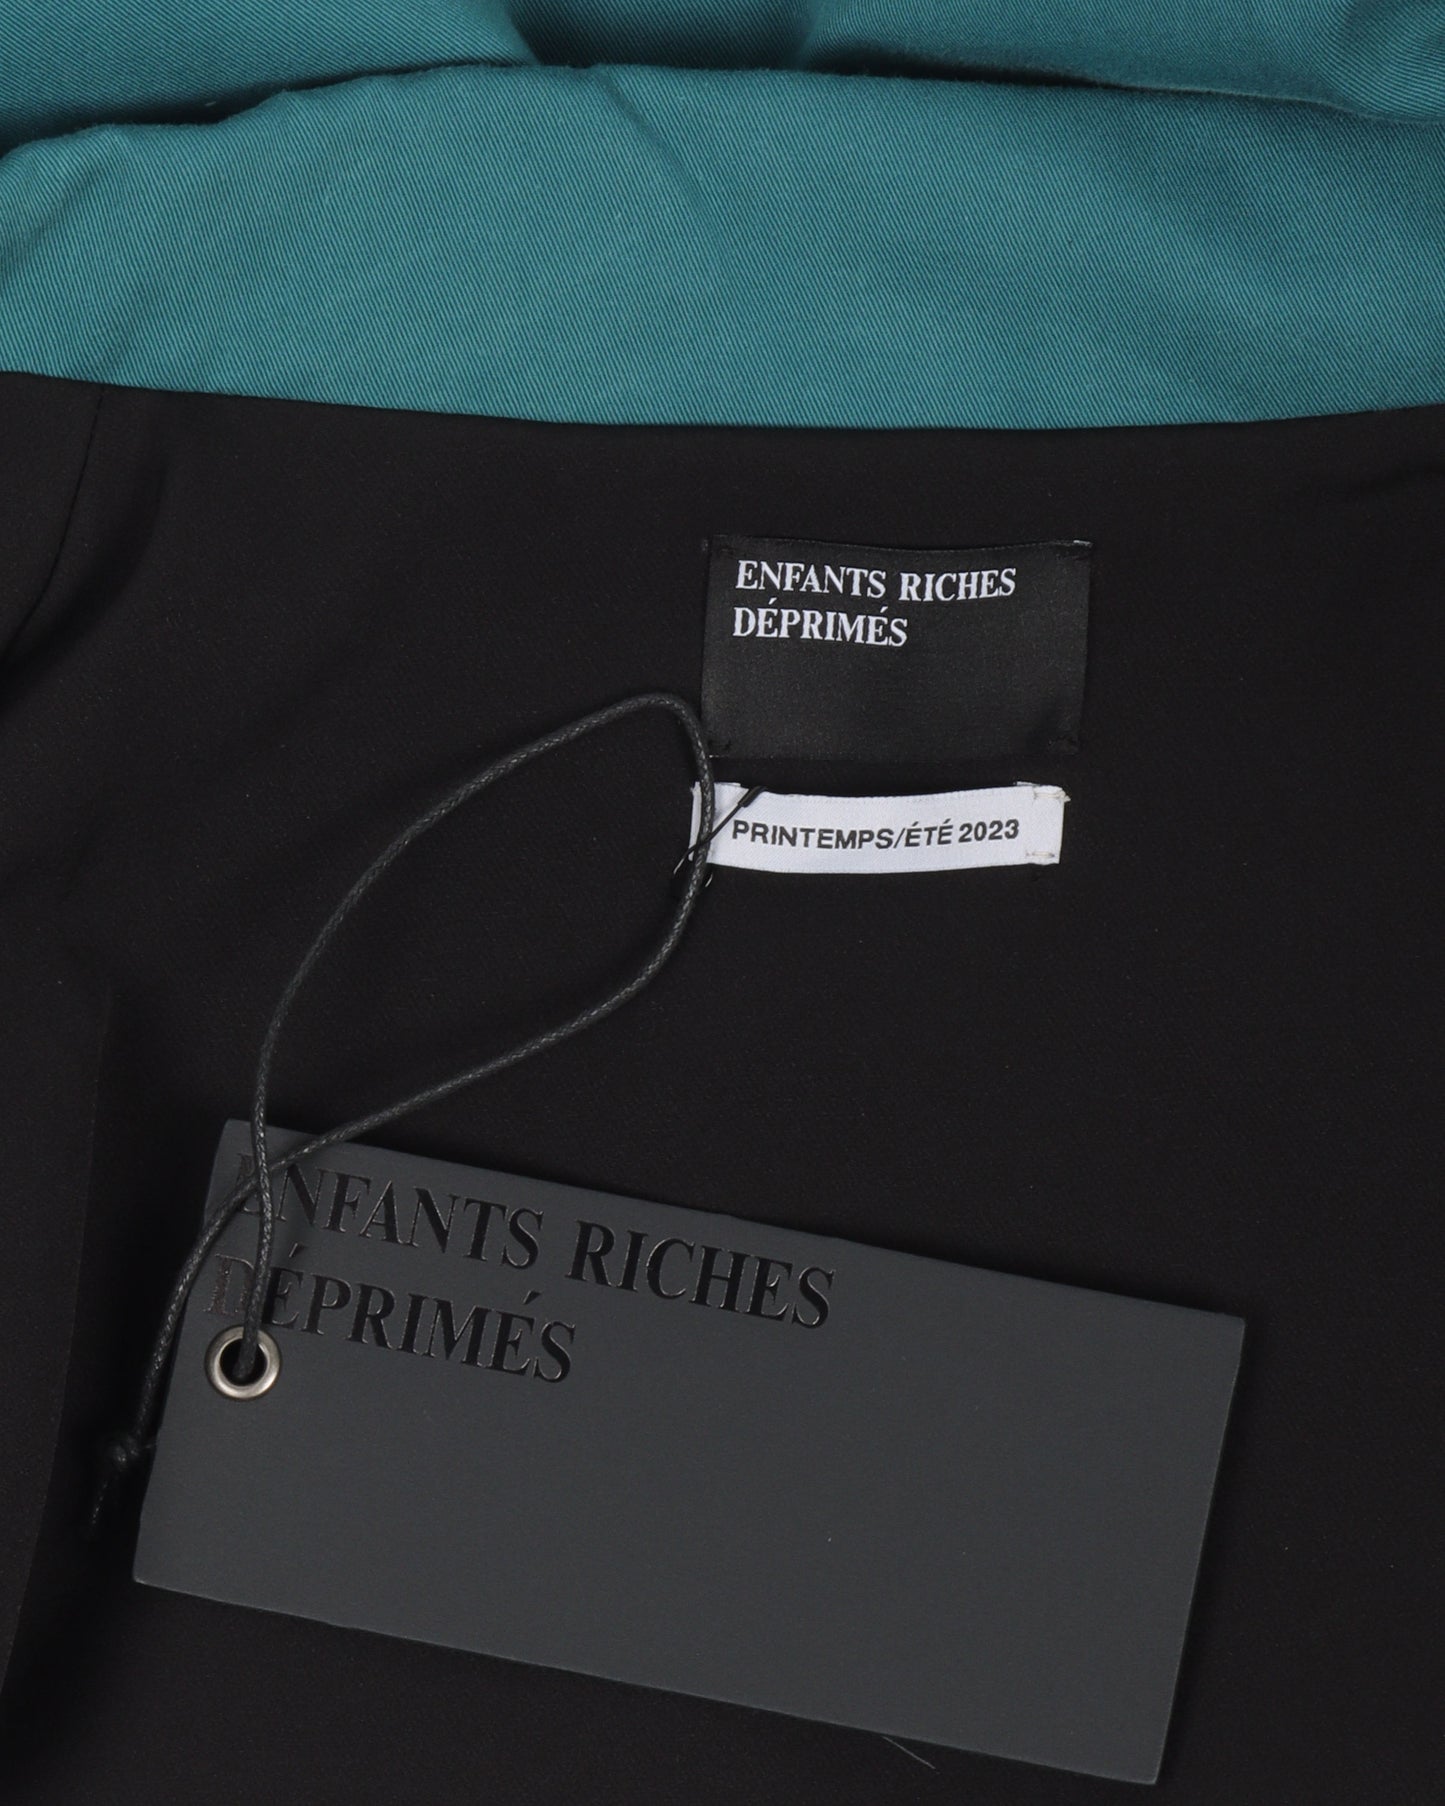 ENFANTS RICHES
DÉPRIMÉS
PRINTEMPS/ÉTÉ 2023
ENFANTS RICHES
DÉPRIMÉS